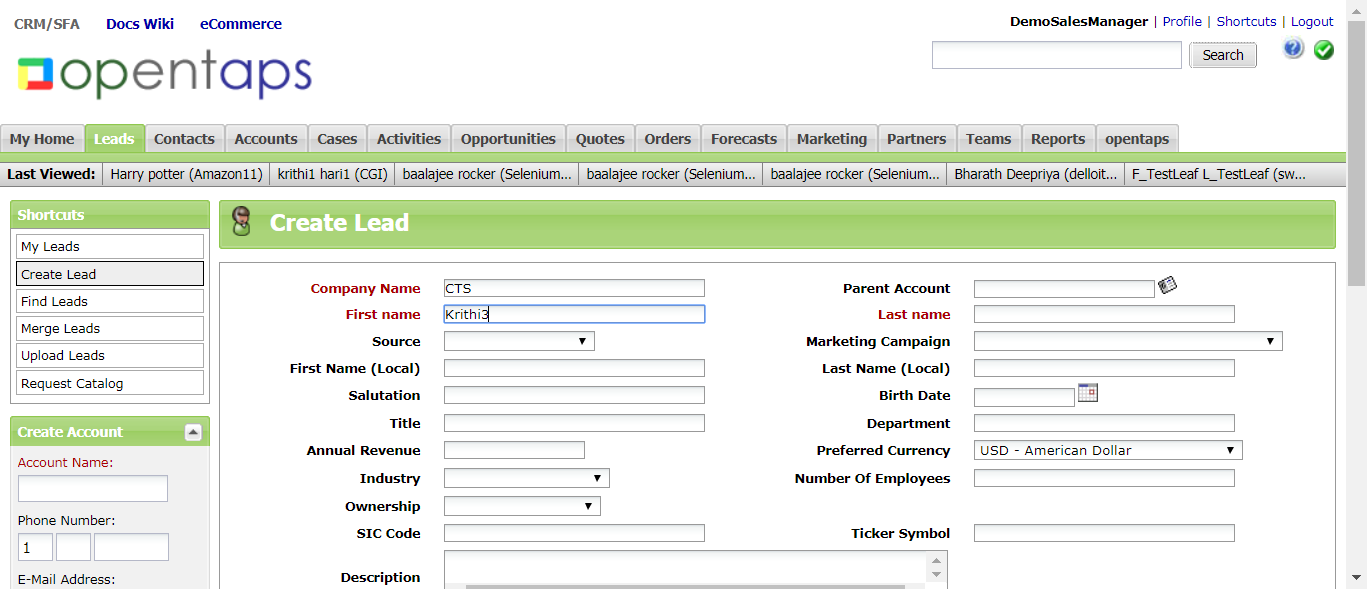 CRM/SFA Docs Wiki eCommerce
DemoSalesManager | Profile | Shortcuts | Logout
opentaps
Search
?
My Home Leads Contacts Accounts Cases Activities Opportunities Quotes Orders Forecasts Marketing Partners Teams Reports opentaps
Last Viewed: Harry potter (Amazon11) krithi1 hari1 (CGI) baalajee rocker (Selenium... baalajee rocker (Selenium... baalajee rocker (Selenium... Bharath Deepriya (delloit... F_TestLeaf L_TestLeaf (sw...
Shortcuts
My Leads
Create Lead
Find Leads
Merge Leads
Upload Leads
Request Catalog
Create Account
Account Name:
Phone Number:
1
E-Mail Address:
Create Lead
Company Name CTS Parent Account
First name Krithi3 Last name
Source Marketing Campaign
First Name (Local) Last Name (Local)
Salutation Birth Date
Title Department
Annual Revenue Preferred Currency USD - American Dollar
Industry Number Of Employees
Ownership
SIC Code Ticker Symbol
Description